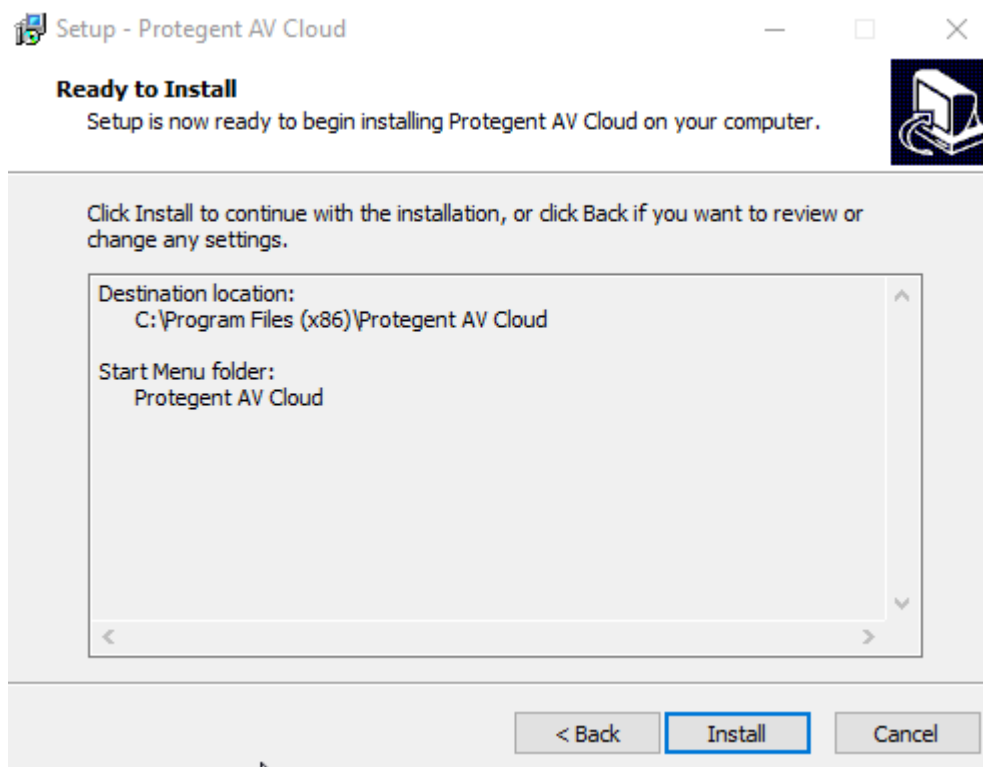 Setup - Protegent AV Cloud
Ready to Install
Setup is now ready to begin installing Protegent AV Cloud on your computer.
Click Install to continue with the installation, or click Back if you want to review or
change any settings.
Destination location:
C:\Program Files (x86)\Protegent AV Cloud
Start Menu folder:
Protegent AV Cloud
< Back Install Cancel